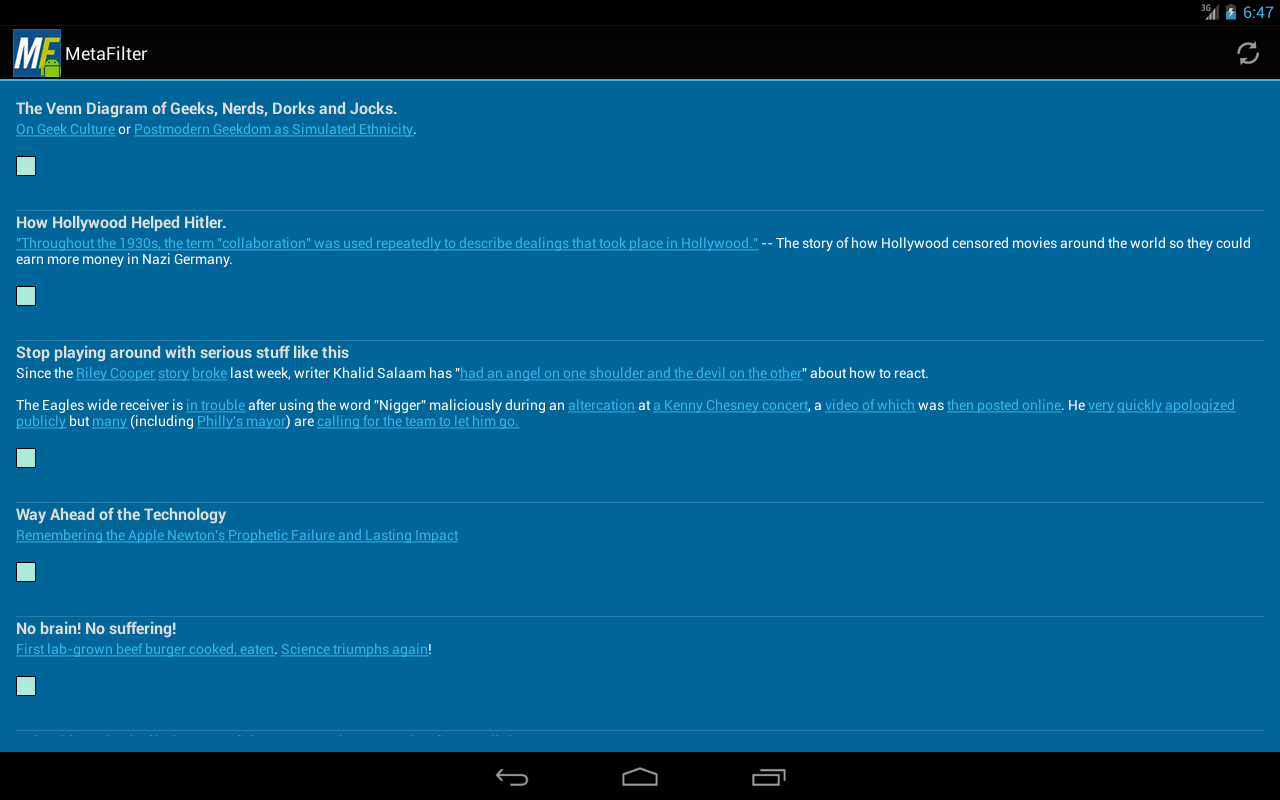 3G 6:47
MF MetaFilter
The Venn Diagram of Geeks, Nerds, Dorks and Jocks.
On Geek Culture or Postmodern Geekdom as Simulated Ethnicity.
How Hollywood Helped Hitler.
"Throughout the 1930s, the term "collaboration" was used repeatedly to describe dealings that took place in Hollywood." -- The story of how Hollywood censored movies around the world so they could
earn more money in Nazi Germany.
Stop playing around with serious stuff like this
Since the Riley Cooper story broke last week, writer Khalid Salaam has "had an angel on one shoulder and the devil on the other" about how to react.
The Eagles wide receiver is in trouble after using the word "Nigger" maliciously during an altercation at a Kenny Chesney concert, a video of which was then posted online. He very quickly apologized
publicly but many (including Philly's mayor) are calling for the team to let him go.
Way Ahead of the Technology
Remembering the Apple Newton's Prophetic Failure and Lasting Impact
No brain! No suffering!
First lab-grown beef burger cooked, eaten. Science triumphs again!